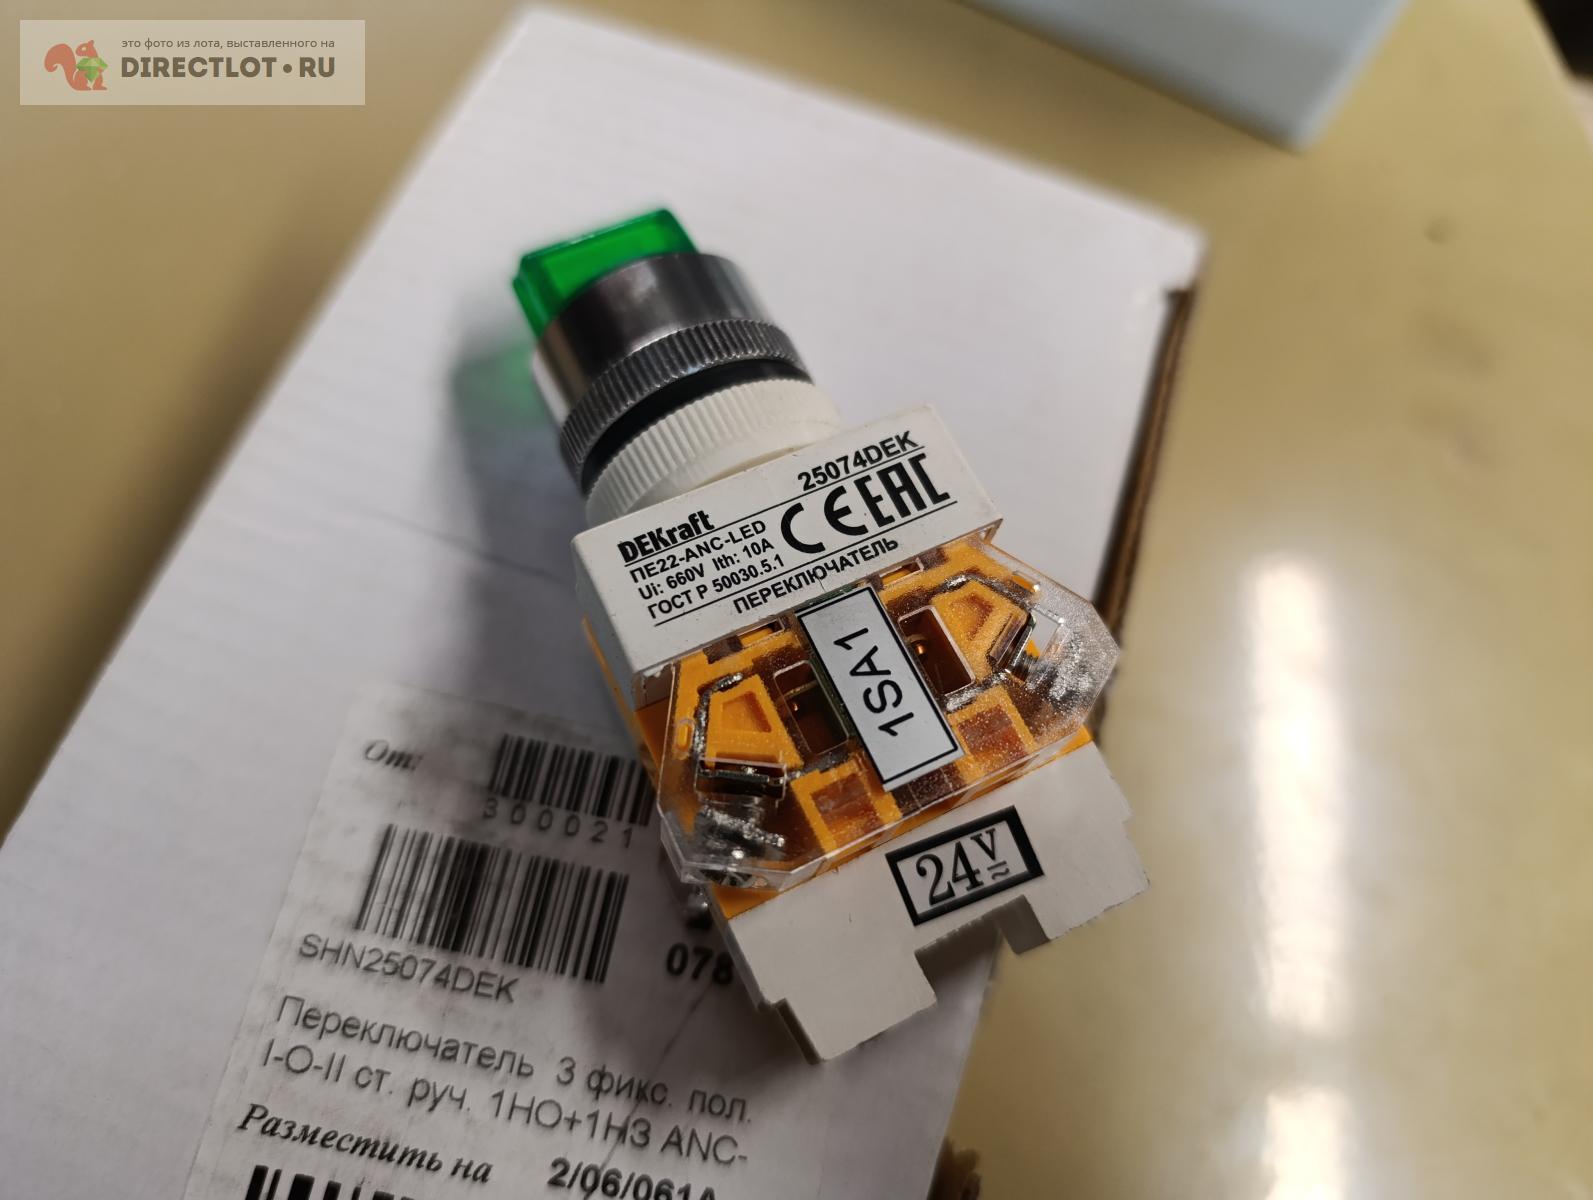 это фото из лота, выставленного на
DIRECTLOT•RU
25074DEK
DEKraft
ПЕ22-ANC-LED
Ui: 660V Ith: 10A
ГОСТ Р 50030.5.1
CE EAC
ПЕРЕКЛЮЧАТЕЛЬ
1SA1
24V≂
От:
300021
SHN25074DEK
078
Переключатель 3 фикс. пол.
I-O-II ст. руч. 1НО+1НЗ ANC-
Разместить на 2/06/061A